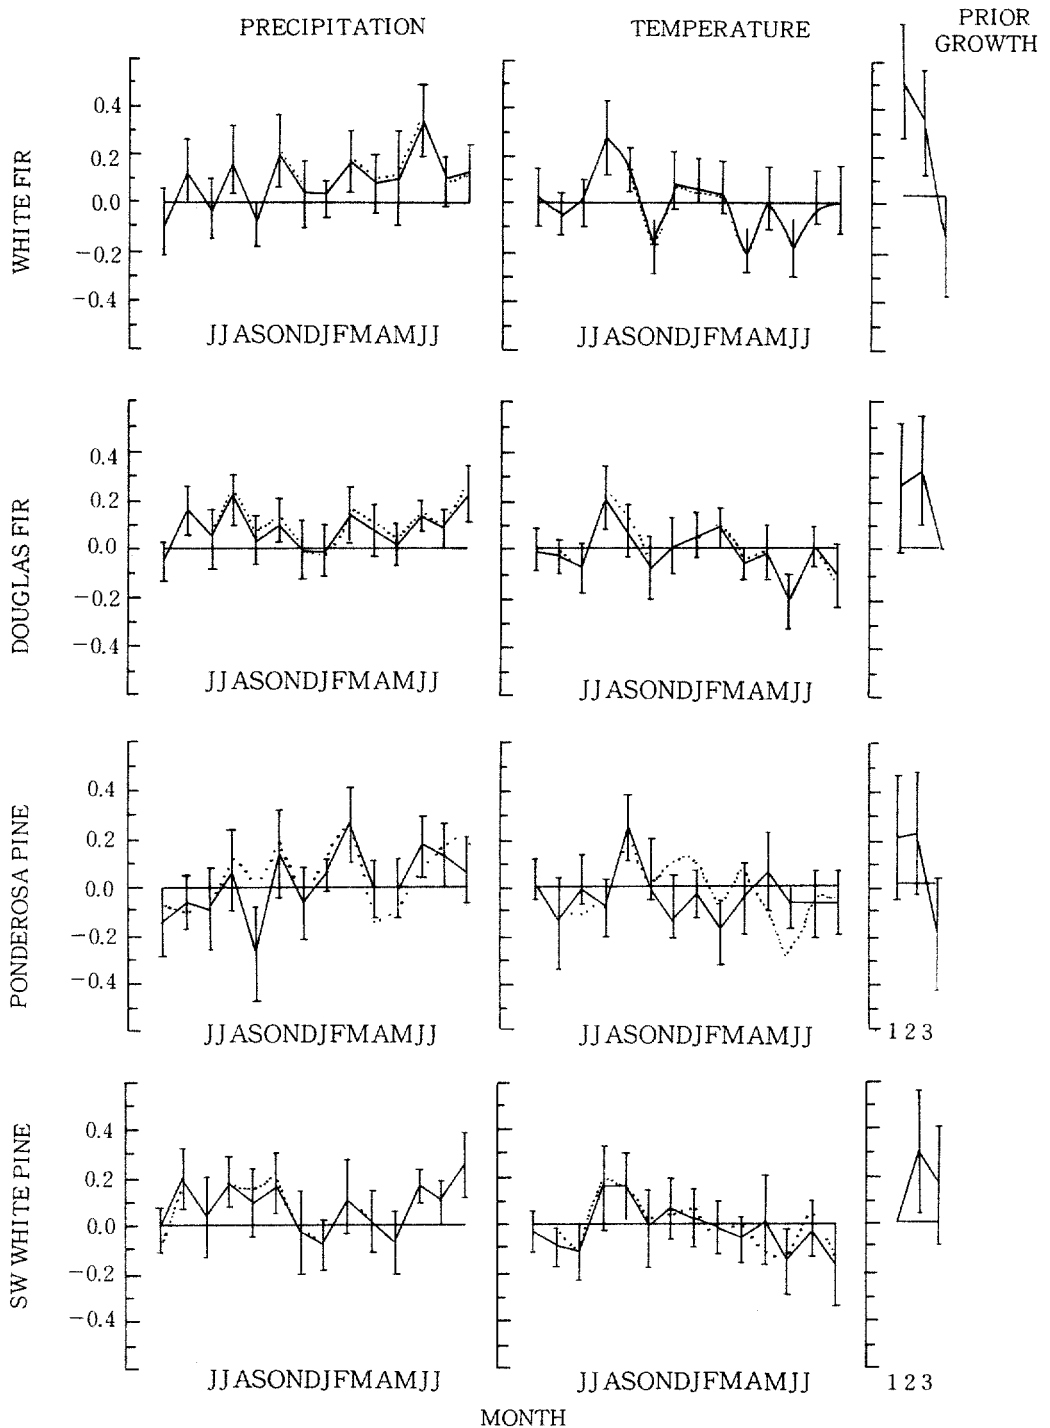 PRECIPITATION TEMPERATURE PRIOR
GROWTH
WHITE FIR
0.4
0.2
0.0
−0.2
−0.4
JJASONDJFMAMJJ JJASONDJFMAMJJ
DOUGLAS FIR
0.4
0.2
0.0
−0.2
−0.4
JJASONDJFMAMJJ JJASONDJFMAMJJ
PONDEROSA PINE
0.4
0.2
0.0
−0.2
−0.4
JJASONDJFMAMJJ JJASONDJFMAMJJ 1 2 3
SW WHITE PINE
0.4
0.2
0.0
−0.2
−0.4
JJASONDJFMAMJJ JJASONDJFMAMJJ 1 2 3
MONTH